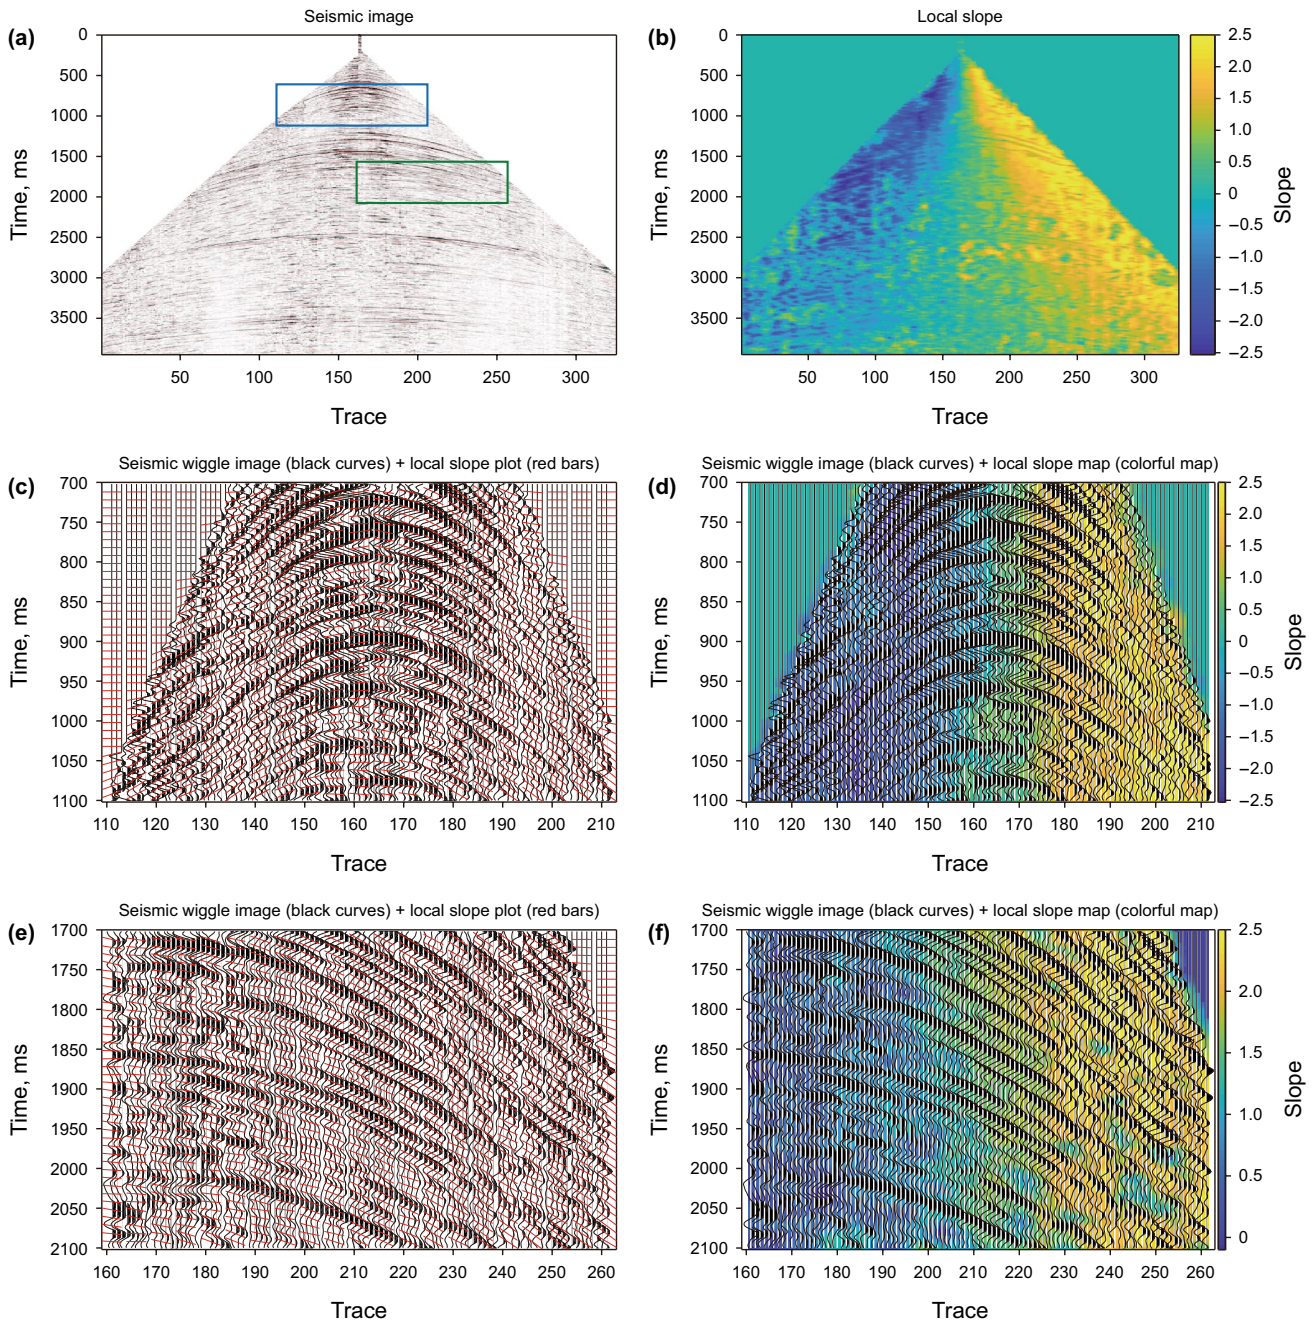 Seismic image
(a)
0
500
1000
1500
2000
2500
3000
3500
Time, ms
50 100 150 200 250 300
Trace
Local slope
(b)
0
500
1000
1500
2000
2500
3000
3500
Time, ms
50 100 150 200 250 300
Trace
2.5
2.0
1.5
1.0
0.5
0
−0.5
−1.0
−1.5
−2.0
−2.5
Slope
Seismic wiggle image (black curves) + local slope plot (red bars)
(c)
700
750
800
850
900
950
1000
1050
1100
Time, ms
110 120 130 140 150 160 170 180 190 200 210
Trace
Seismic wiggle image (black curves) + local slope map (colorful map)
(d)
700
750
800
850
900
950
1000
1050
1100
Time, ms
110 120 130 140 150 160 170 180 190 200 210
Trace
2.5
2.0
1.5
1.0
0.5
0
−0.5
−1.0
−1.5
−2.0
−2.5
Slope
Seismic wiggle image (black curves) + local slope plot (red bars)
(e)
1700
1750
1800
1850
1900
1950
2000
2050
2100
Time, ms
160 170 180 190 200 210 220 230 240 250 260
Trace
Seismic wiggle image (black curves) + local slope map (colorful map)
(f)
1700
1750
1800
1850
1900
1950
2000
2050
2100
Time, ms
160 170 180 190 200 210 220 230 240 250 260
Trace
2.5
2.0
1.5
1.0
0.5
0
Slope